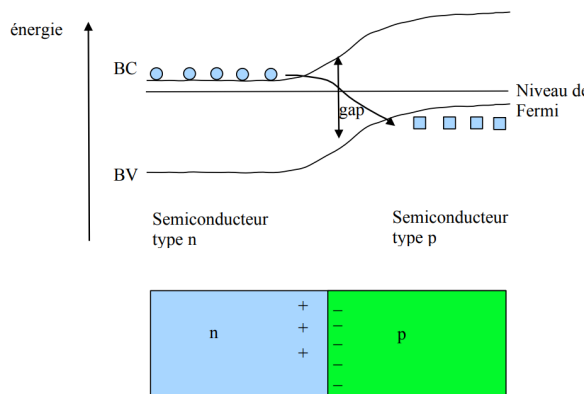 énergie
BC
Niveau de
Fermi
gap
BV
Semiconducteur
type n
Semiconducteur
type p
+
+
+
n
p
–
–
–
–
–